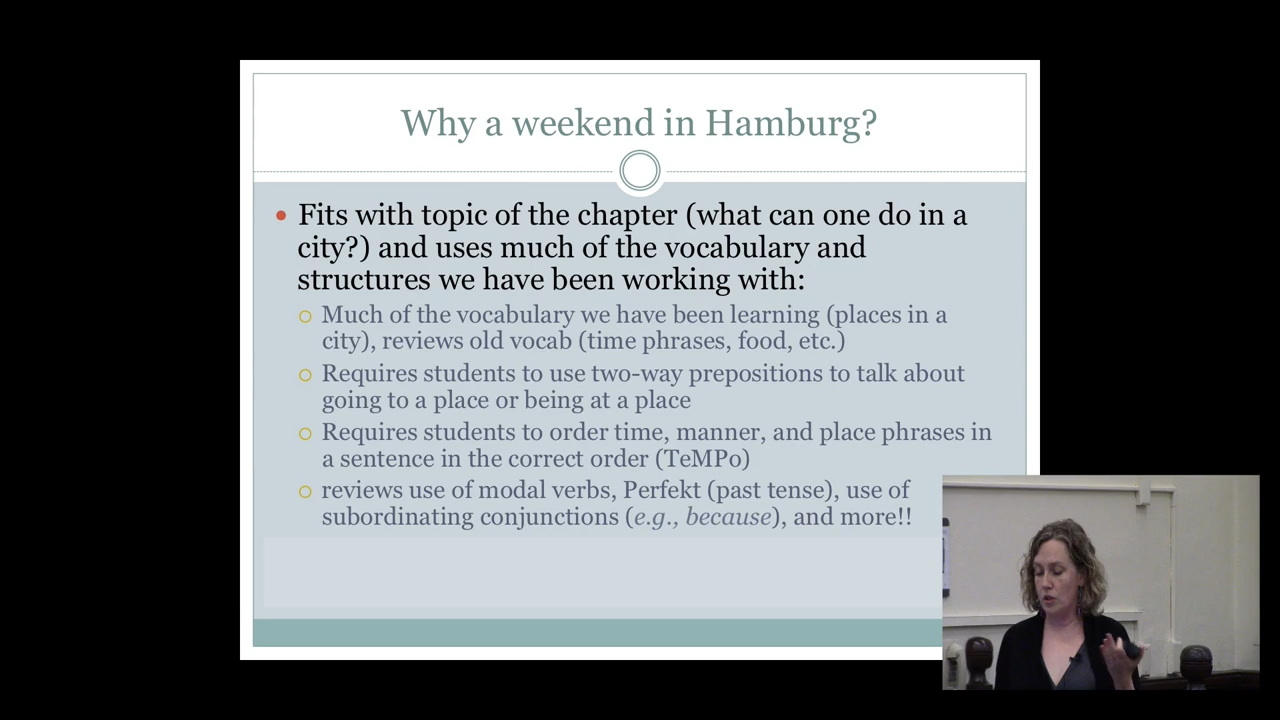 Why a weekend in Hamburg?
Fits with topic of the chapter (what can one do in a
city?) and uses much of the vocabulary and
structures we have been working with:
Much of the vocabulary we have been learning (places in a
city), reviews old vocab (time phrases, food, etc.)
Requires students to use two-way prepositions to talk about
going to a place or being at a place
Requires students to order time, manner, and place phrases in
a sentence in the correct order (TeMPo)
reviews use of modal verbs, Perfekt (past tense), use of
subordinating conjunctions (e.g., because), and more!!